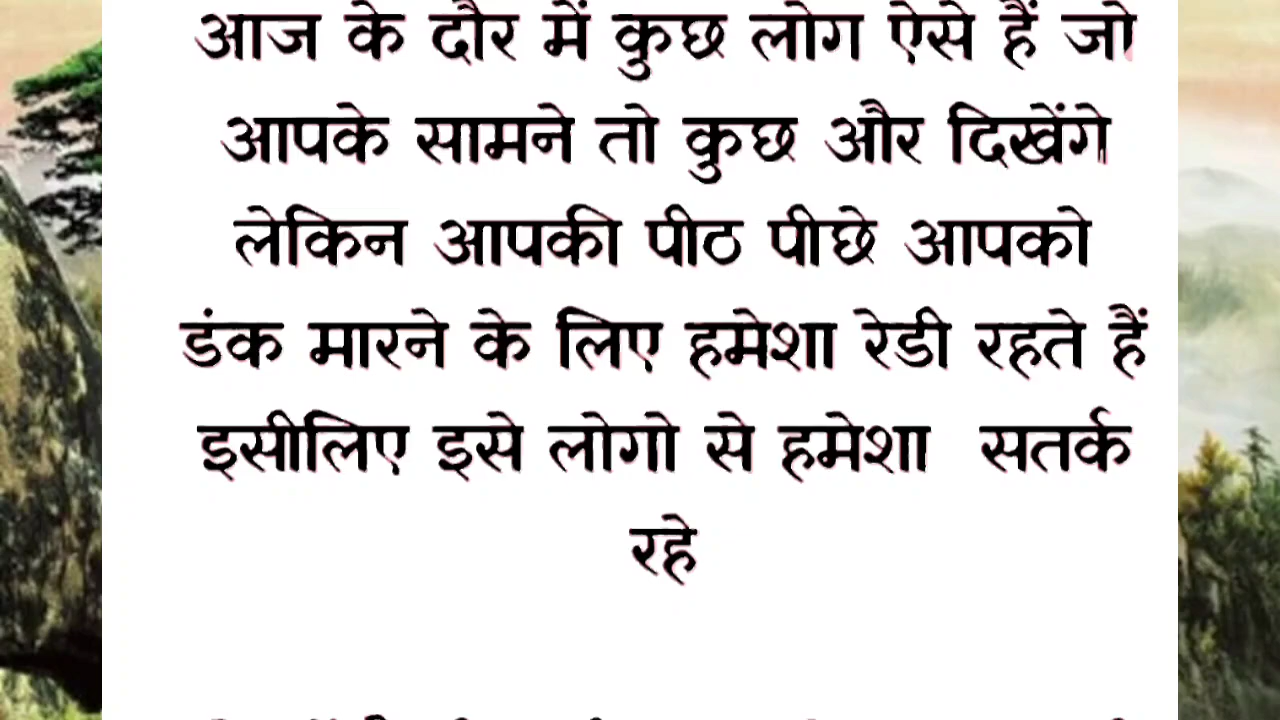 आज के दौर में कुछ लोग ऐसे हैं जो
आपके सामने तो कुछ और दिखेंगे
लेकिन आपकी पीठ पीछे आपको
डंक मारने के लिए हमेशा रेडी रहते हैं
इसीलिए इसे लोगो से हमेशा  सतर्क
रहे